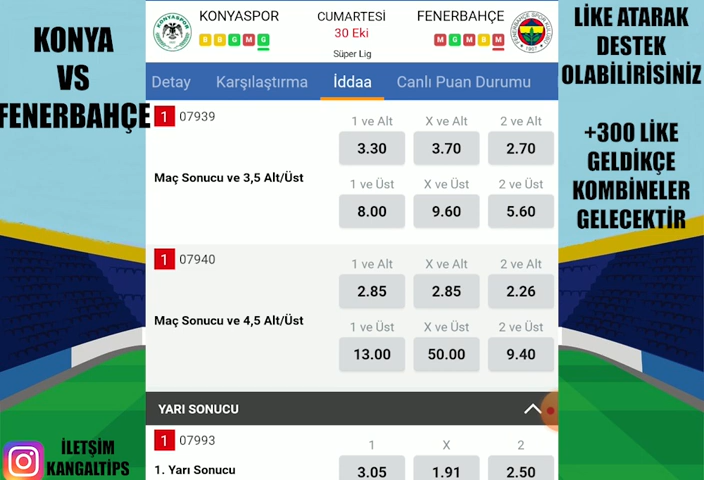 KONYA
VS
FENERBAHÇE
KONYASPOR
B B G M G
CUMARTESİ
30 Eki
Süper Lig
FENERBAHÇE
M G M B M
Detay Karşılaştırma İddaa Canlı Puan Durumu
1 07939
1 ve Alt X ve Alt 2 ve Alt
3.30 3.70 2.70
Maç Sonucu ve 3,5 Alt/Üst
1 ve Üst X ve Üst 2 ve Üst
8.00 9.60 5.60
1 07940
1 ve Alt X ve Alt 2 ve Alt
2.85 2.85 2.26
Maç Sonucu ve 4,5 Alt/Üst
1 ve Üst X ve Üst 2 ve Üst
13.00 50.00 9.40
YARI SONUCU
1 07993
1 X 2
1. Yarı Sonucu
3.05 1.91 2.50
LİKE ATARAK
DESTEK
OLABİLİRİSİNİZ
+300 LİKE
GELDİKÇE
KOMBİNELER
GELECEKTİR
İLETŞİM
KANGALTİPS